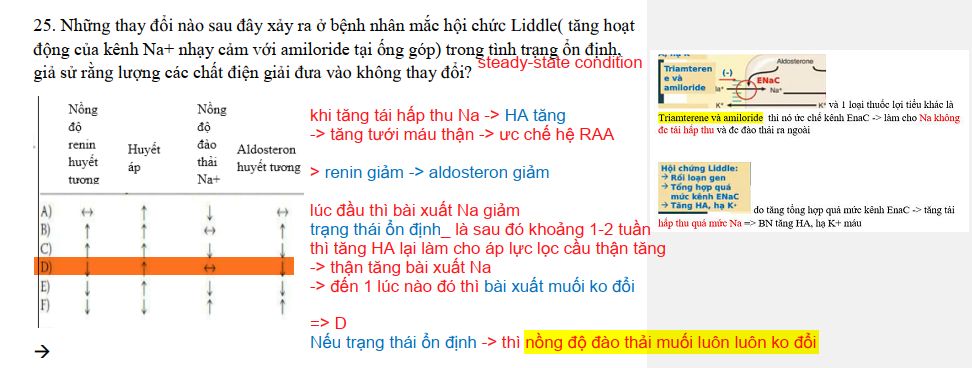 25. Những thay đổi nào sau đây xảy ra ở bệnh nhân mắc hội chức Liddle( tăng hoạt
động của kênh Na+ nhạy cảm với amiloride tại ống góp) trong tình trạng ổn định,
giả sử rằng lượng các chất điện giải đưa vào không thay đổi?
steady-state condition
Nồng độ renin huyết tương
Huyết áp
Nồng độ đào thải Na+
Aldosteron huyết tương
A) ↔ ↑ ↓ ↔
B) ↑ ↑ ↔ ↑
C) ↑ ↑ ↓ ↓
D) ↓ ↑ ↔ ↓
E) ↓ ↑ ↓ ↓
F) ↓ ↑ ↑ ↑
→
khi tăng tái hấp thu Na -> HA tăng
-> tăng tưới máu thận -> ưc chế hệ RAA
> renin giảm -> aldosteron giảm
lúc đầu thì bài xuất Na giảm
trạng thái ổn định_ là sau đó khoảng 1-2 tuần
thì tăng HA lại làm cho áp lực lọc cầu thận tăng
-> thận tăng bài xuất Na
-> đến 1 lúc nào đó thì bài xuất muối ko đổi
=> D
Nếu trạng thái ổn định -> thì nồng độ đào thải muối luôn luôn ko đổi
Triamteren
e và
amiloride
(-)
Aldosterone
ENaC
Na⁺
K⁺
K⁺ và 1 loại thuốc lợi tiểu khác là
Triamterene và amiloride thì nó ức chế kênh EnaC -> làm cho Na không
đc tái hấp thu và đc đào thải ra ngoài
Hội chứng Liddle:
→ Rối loạn gen
→ Tổng hợp quá
mức kênh ENaC
→ Tăng HA, hạ K⁺
do tăng tổng hợp quá mức kênh EnaC -> tăng tái
hấp thu quá mức Na => BN tăng HA, hạ K+ máu